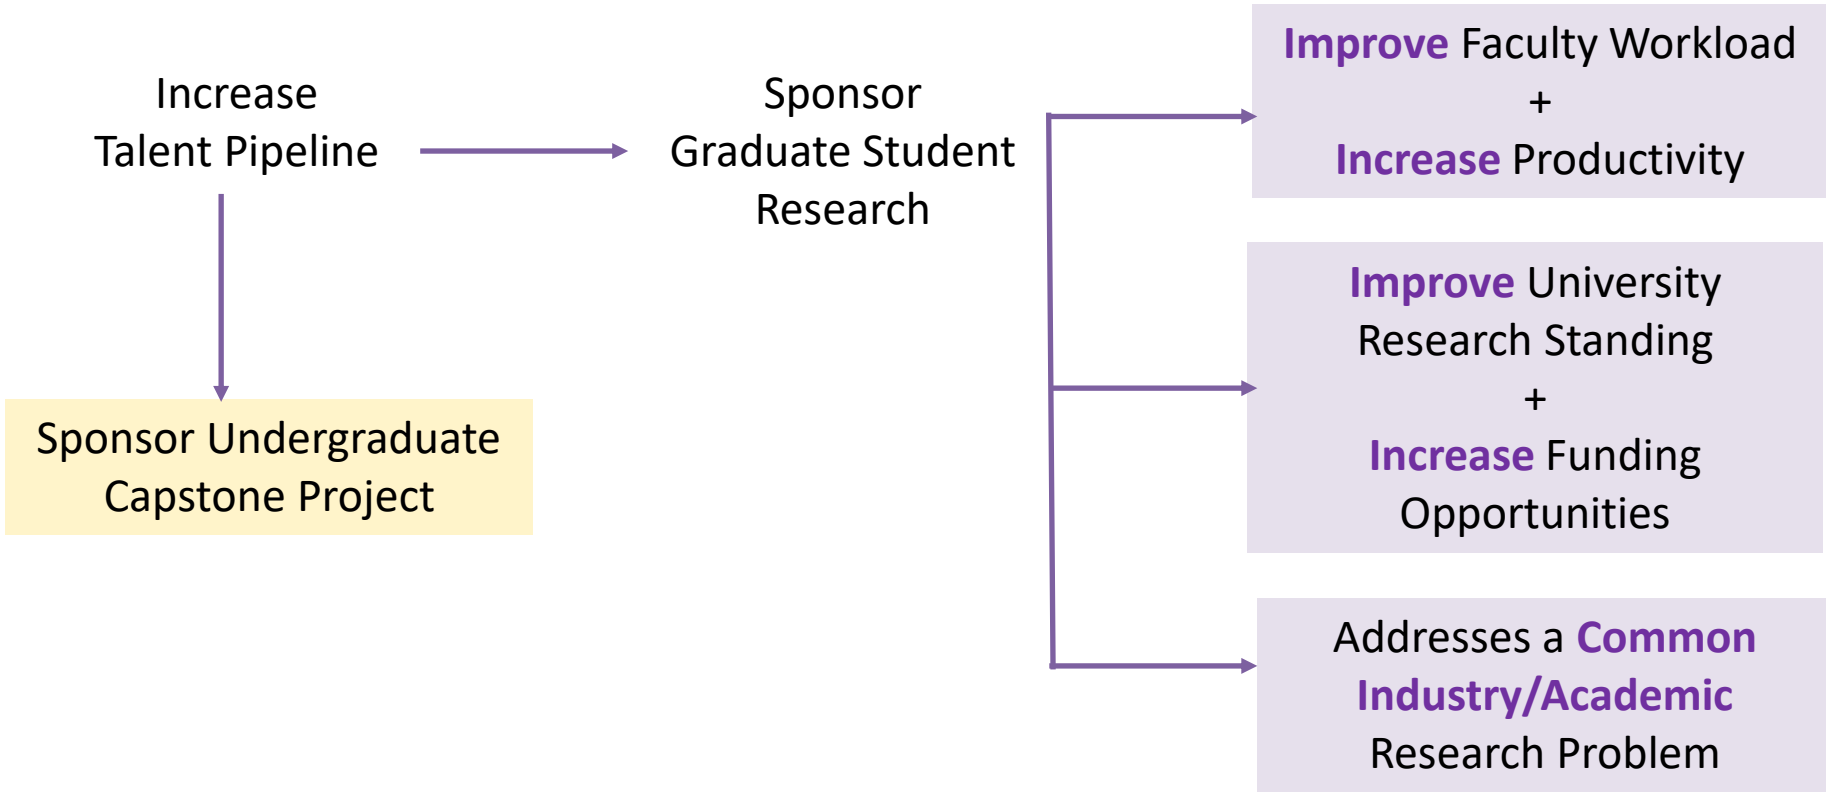 Increase
Talent Pipeline
Sponsor Undergraduate
Capstone Project
Sponsor
Graduate Student
Research
Improve Faculty Workload
+
Increase Productivity
Improve University
Research Standing
+
Increase Funding
Opportunities
Addresses a Common
Industry/Academic
Research Problem